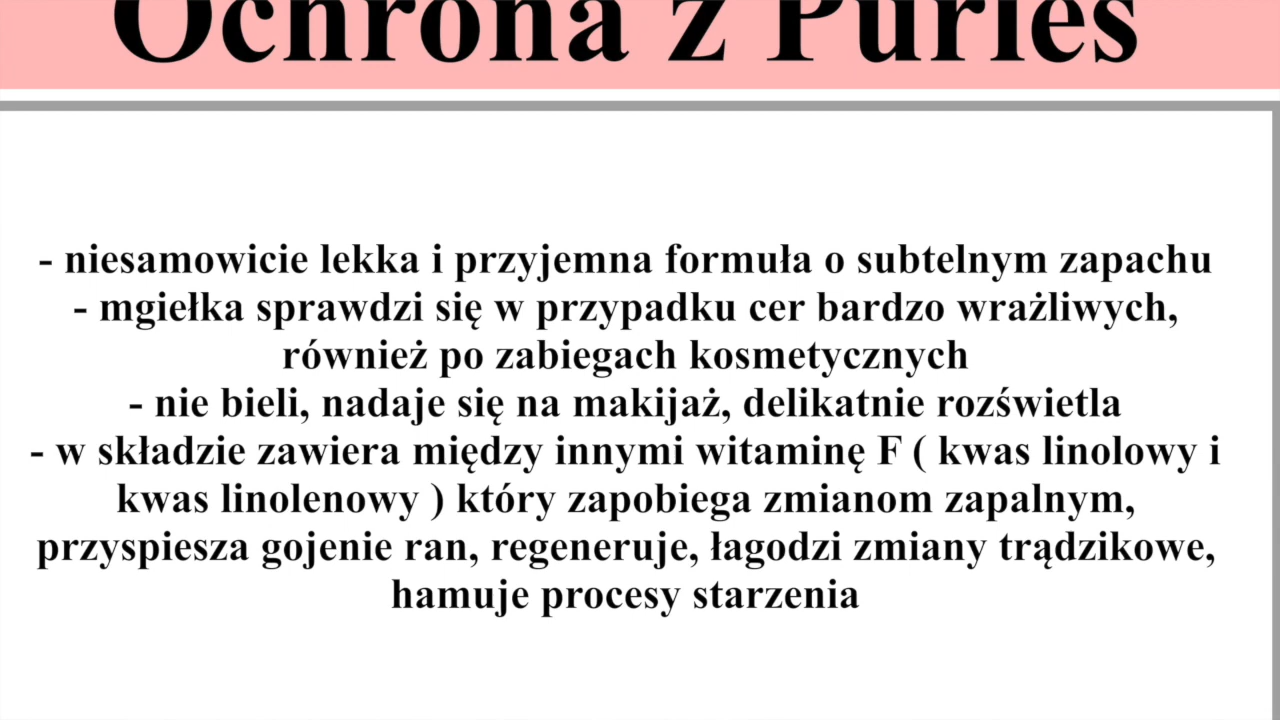 Ochrona z Purles
- niesamowicie lekka i przyjemna formuła o subtelnym zapachu
- mgiełka sprawdzi się w przypadku cer bardzo wrażliwych,
również po zabiegach kosmetycznych
- nie bieli, nadaje się na makijaż, delikatnie rozświetla
- w składzie zawiera między innymi witaminę F ( kwas linolowy i
kwas linolenowy ) który zapobiega zmianom zapalnym,
przyspiesza gojenie ran, regeneruje, łagodzi zmiany trądzikowe,
hamuje procesy starzenia